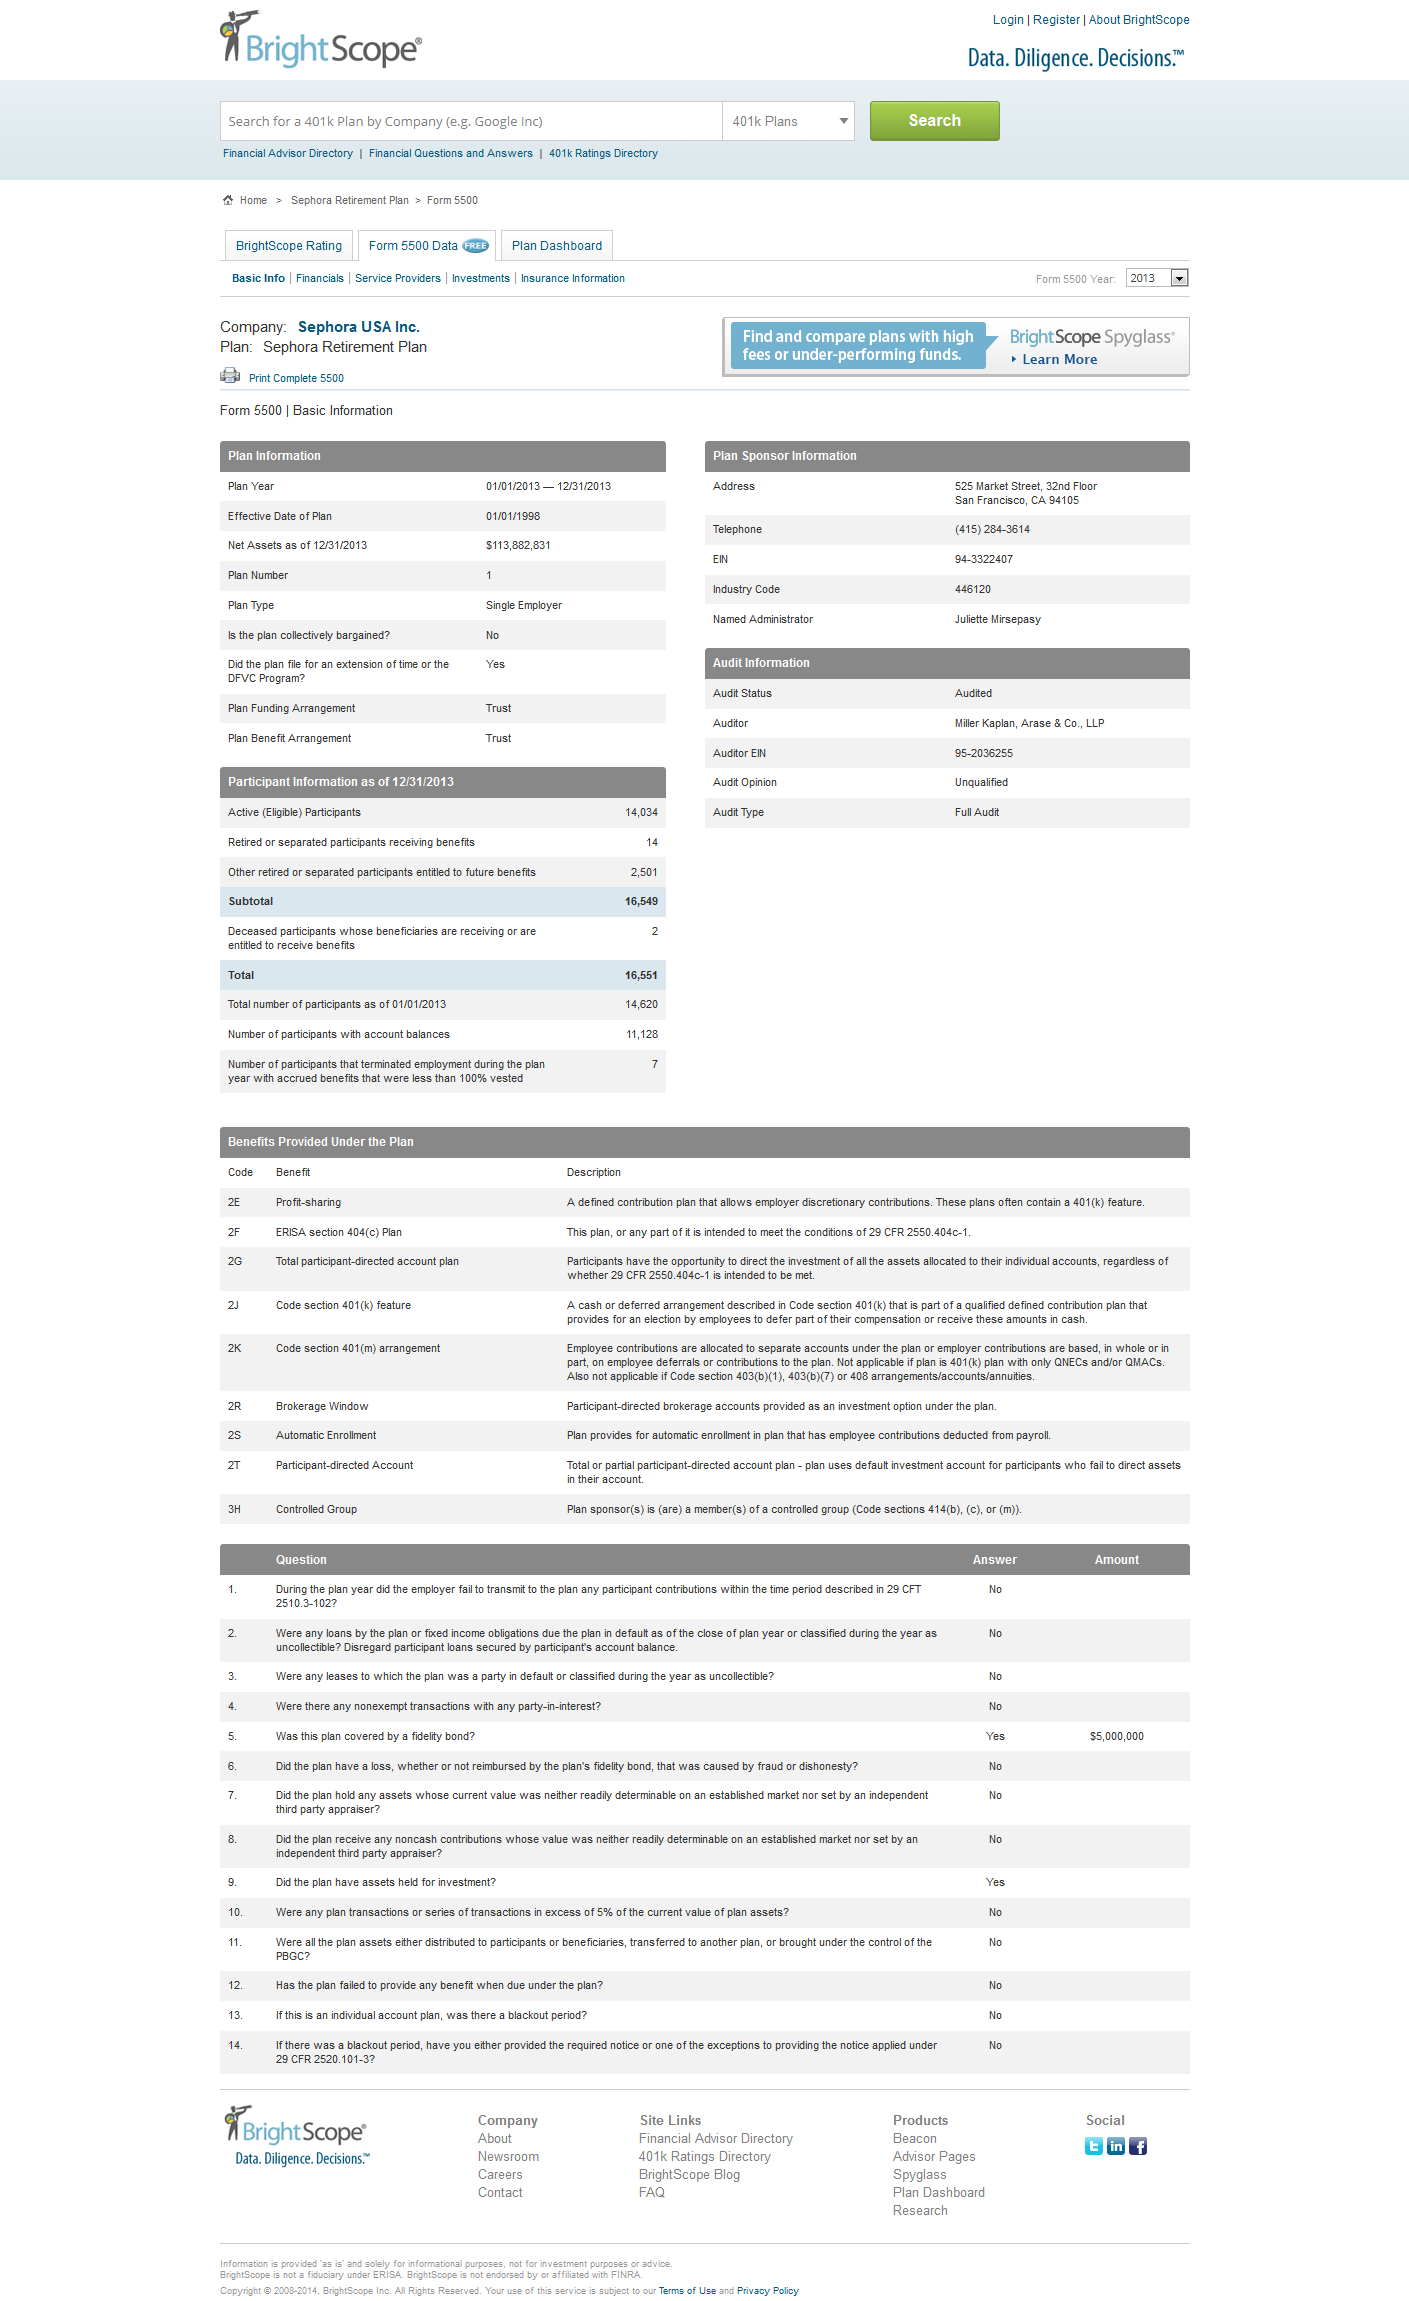 BrightScope®
Login | Register | About BrightScope
Data. Diligence. Decisions.™
Search for a 401k Plan by Company (e.g. Google Inc)
401k Plans
Search
Financial Advisor Directory | Financial Questions and Answers | 401k Ratings Directory
Home > Sephora Retirement Plan > Form 5500
BrightScope Rating
Form 5500 Data FREE
Plan Dashboard
Basic Info | Financials | Service Providers | Investments | Insurance Information
Form 5500 Year: 2013
Company: Sephora USA Inc.
Plan: Sephora Retirement Plan
Print Complete 5500
Find and compare plans with high
fees or under-performing funds.
BrightScope Spyglass®
Learn More
Form 5500 | Basic Information
Plan Information
Plan Year 01/01/2013 — 12/31/2013
Effective Date of Plan 01/01/1998
Net Assets as of 12/31/2013 $113,882,831
Plan Number 1
Plan Type Single Employer
Is the plan collectively bargained? No
Did the plan file for an extension of time or the Yes
DFVC Program?
Plan Funding Arrangement Trust
Plan Benefit Arrangement Trust
Participant Information as of 12/31/2013
Active (Eligible) Participants 14,034
Retired or separated participants receiving benefits 14
Other retired or separated participants entitled to future benefits 2,501
Subtotal 16,549
Deceased participants whose beneficiaries are receiving or are 2
entitled to receive benefits
Total 16,551
Total number of participants as of 01/01/2013 14,620
Number of participants with account balances 11,128
Number of participants that terminated employment during the plan 7
year with accrued benefits that were less than 100% vested
Plan Sponsor Information
Address 525 Market Street, 32nd Floor
San Francisco, CA 94105
Telephone (415) 284-3614
EIN 94-3322407
Industry Code 446120
Named Administrator Juliette Mirsepasy
Audit Information
Audit Status Audited
Auditor Miller Kaplan, Arase & Co., LLP
Auditor EIN 95-2036255
Audit Opinion Unqualified
Audit Type Full Audit
Benefits Provided Under the Plan
Code Benefit Description
2E Profit-sharing A defined contribution plan that allows employer discretionary contributions. These plans often contain a 401(k) feature.
2F ERISA section 404(c) Plan This plan, or any part of it is intended to meet the conditions of 29 CFR 2550.404c-1.
2G Total participant-directed account plan Participants have the opportunity to direct the investment of all the assets allocated to their individual accounts, regardless of
whether 29 CFR 2550.404c-1 is intended to be met.
2J Code section 401(k) feature A cash or deferred arrangement described in Code section 401(k) that is part of a qualified defined contribution plan that
provides for an election by employees to defer part of their compensation or receive these amounts in cash.
2K Code section 401(m) arrangement Employee contributions are allocated to separate accounts under the plan or employer contributions are based, in whole or in
part, on employee deferrals or contributions to the plan. Not applicable if plan is 401(k) plan with only QNECs and/or QMACs.
Also not applicable if Code section 403(b)(1), 403(b)(7) or 408 arrangements/accounts/annuities.
2R Brokerage Window Participant-directed brokerage accounts provided as an investment option under the plan.
2S Automatic Enrollment Plan provides for automatic enrollment in plan that has employee contributions deducted from payroll.
2T Participant-directed Account Total or partial participant-directed account plan - plan uses default investment account for participants who fail to direct assets
in their account.
3H Controlled Group Plan sponsor(s) is (are) a member(s) of a controlled group (Code sections 414(b), (c), or (m)).
Question Answer Amount
1. During the plan year did the employer fail to transmit to the plan any participant contributions within the time period described in 29 CFT No
2510.3-102?
2. Were any loans by the plan or fixed income obligations due the plan in default as of the close of plan year or classified during the year as No
uncollectible? Disregard participant loans secured by participant's account balance.
3. Were any leases to which the plan was a party in default or classified during the year as uncollectible? No
4. Were there any nonexempt transactions with any party-in-interest? No
5. Was this plan covered by a fidelity bond? Yes $5,000,000
6. Did the plan have a loss, whether or not reimbursed by the plan's fidelity bond, that was caused by fraud or dishonesty? No
7. Did the plan hold any assets whose current value was neither readily determinable on an established market nor set by an independent No
third party appraiser?
8. Did the plan receive any noncash contributions whose value was neither readily determinable on an established market nor set by an No
independent third party appraiser?
9. Did the plan have assets held for investment? Yes
10. Were any plan transactions or series of transactions in excess of 5% of the current value of plan assets? No
11. Were all the plan assets either distributed to participants or beneficiaries, transferred to another plan, or brought under the control of the No
PBGC?
12. Has the plan failed to provide any benefit when due under the plan? No
13. If this is an individual account plan, was there a blackout period? No
14. If there was a blackout period, have you either provided the required notice or one of the exceptions to providing the notice applied under No
29 CFR 2520.101-3?
BrightScope®
Data. Diligence. Decisions.™
Company
About
Newsroom
Careers
Contact
Site Links
Financial Advisor Directory
401k Ratings Directory
BrightScope Blog
FAQ
Products
Beacon
Advisor Pages
Spyglass
Plan Dashboard
Research
Social
Information is provided 'as is' and solely for informational purposes, not for investment purposes or advice.
BrightScope is not a fiduciary under ERISA. BrightScope is not endorsed by or affiliated with FINRA.
Copyright © 2008-2014, BrightScope Inc. All Rights Reserved. Your use of this service is subject to our Terms of Use and Privacy Policy